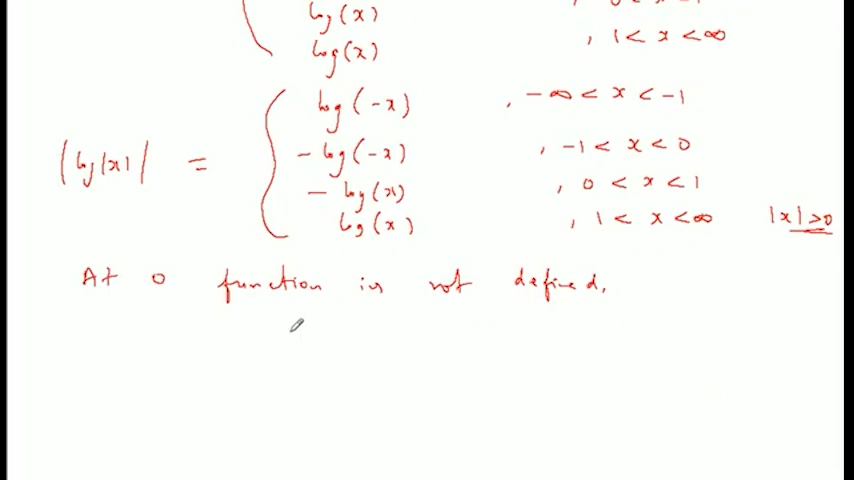 log(x)
log(x) , 1 < x < ∞
log(-x) , -∞ < x < -1
|log|x|| = - log(-x) , -1 < x < 0
- log(x) , 0 < x < 1
log(x) , 1 < x < ∞ |x|>0
At 0 function is not defined.